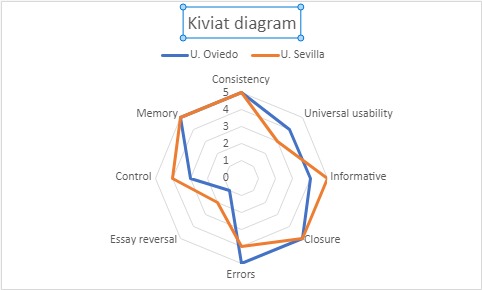 Kiviat diagram
U. Oviedo U. Sevilla
Consistency
5
Memory 4 Universal usability
3
2
1
Control 0 Informative
Essay reversal Closure
Errors